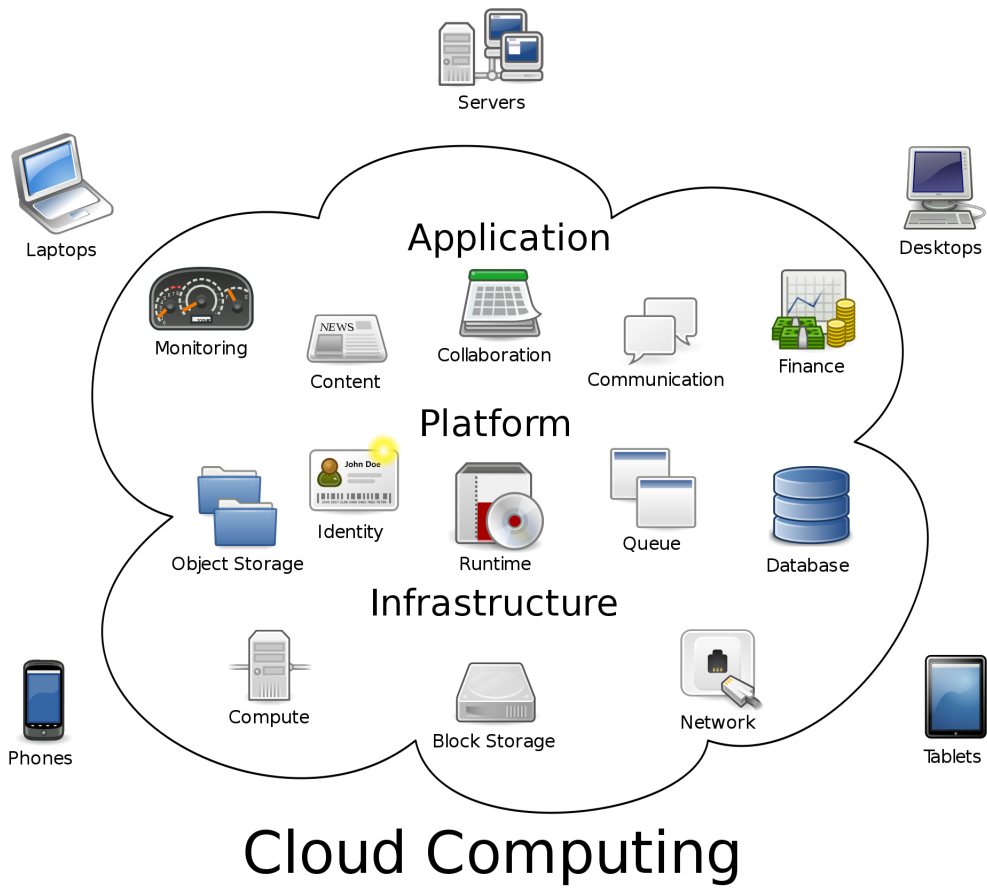 Servers
Laptops
Desktops
Application
Monitoring
NEWS
Content
Collaboration
Communication
Finance
Platform
John Doe
Object Storage
Identity
Runtime
Queue
Database
Infrastructure
Compute
Block Storage
Network
Phones
Tablets
Cloud Computing